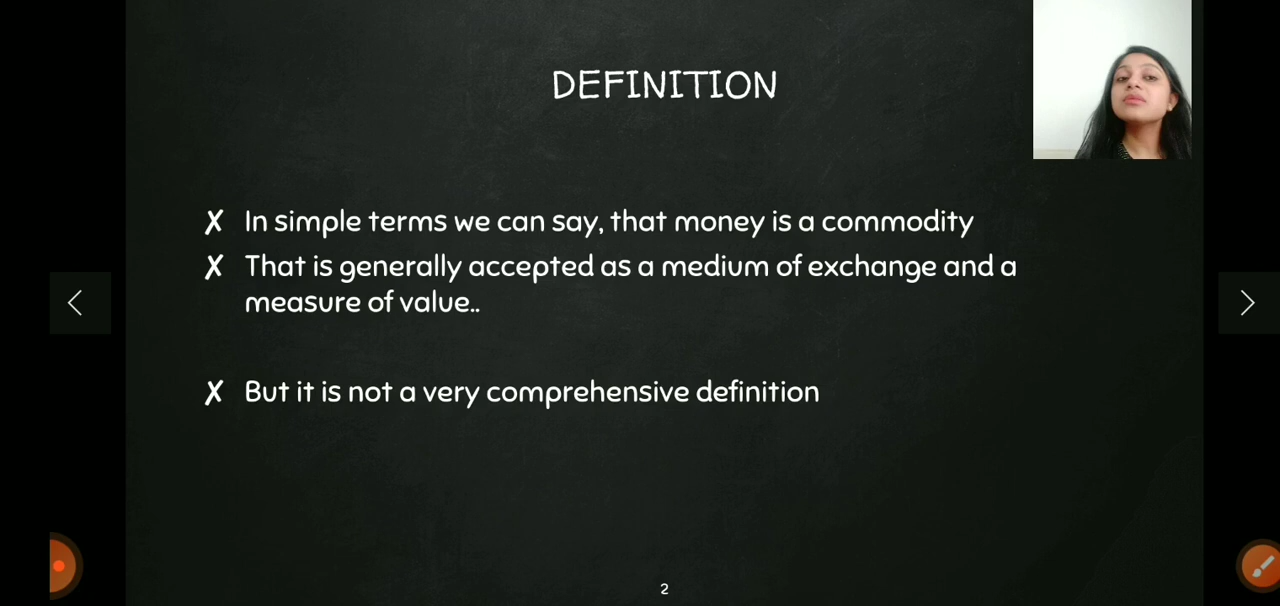 DEFINITION
✗ In simple terms we can say, that money is a commodity
✗ That is generally accepted as a medium of exchange and a
measure of value..
✗ But it is not a very comprehensive definition
2